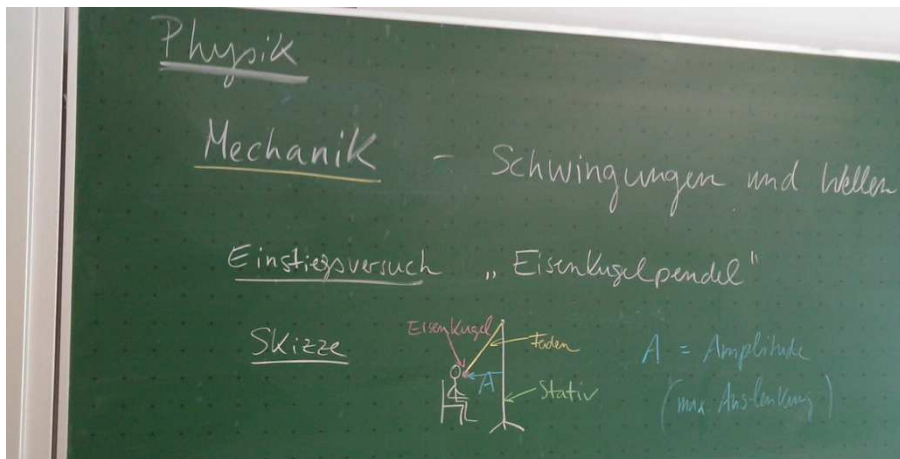 Physik
Mechanik - Schwingungen und Wellen
Einstiegsversuch „Eisenkugelpendel"
Skizze
Eisenkugel
Faden
A
Stativ
A = Amplitude
(max. Auslenkung)